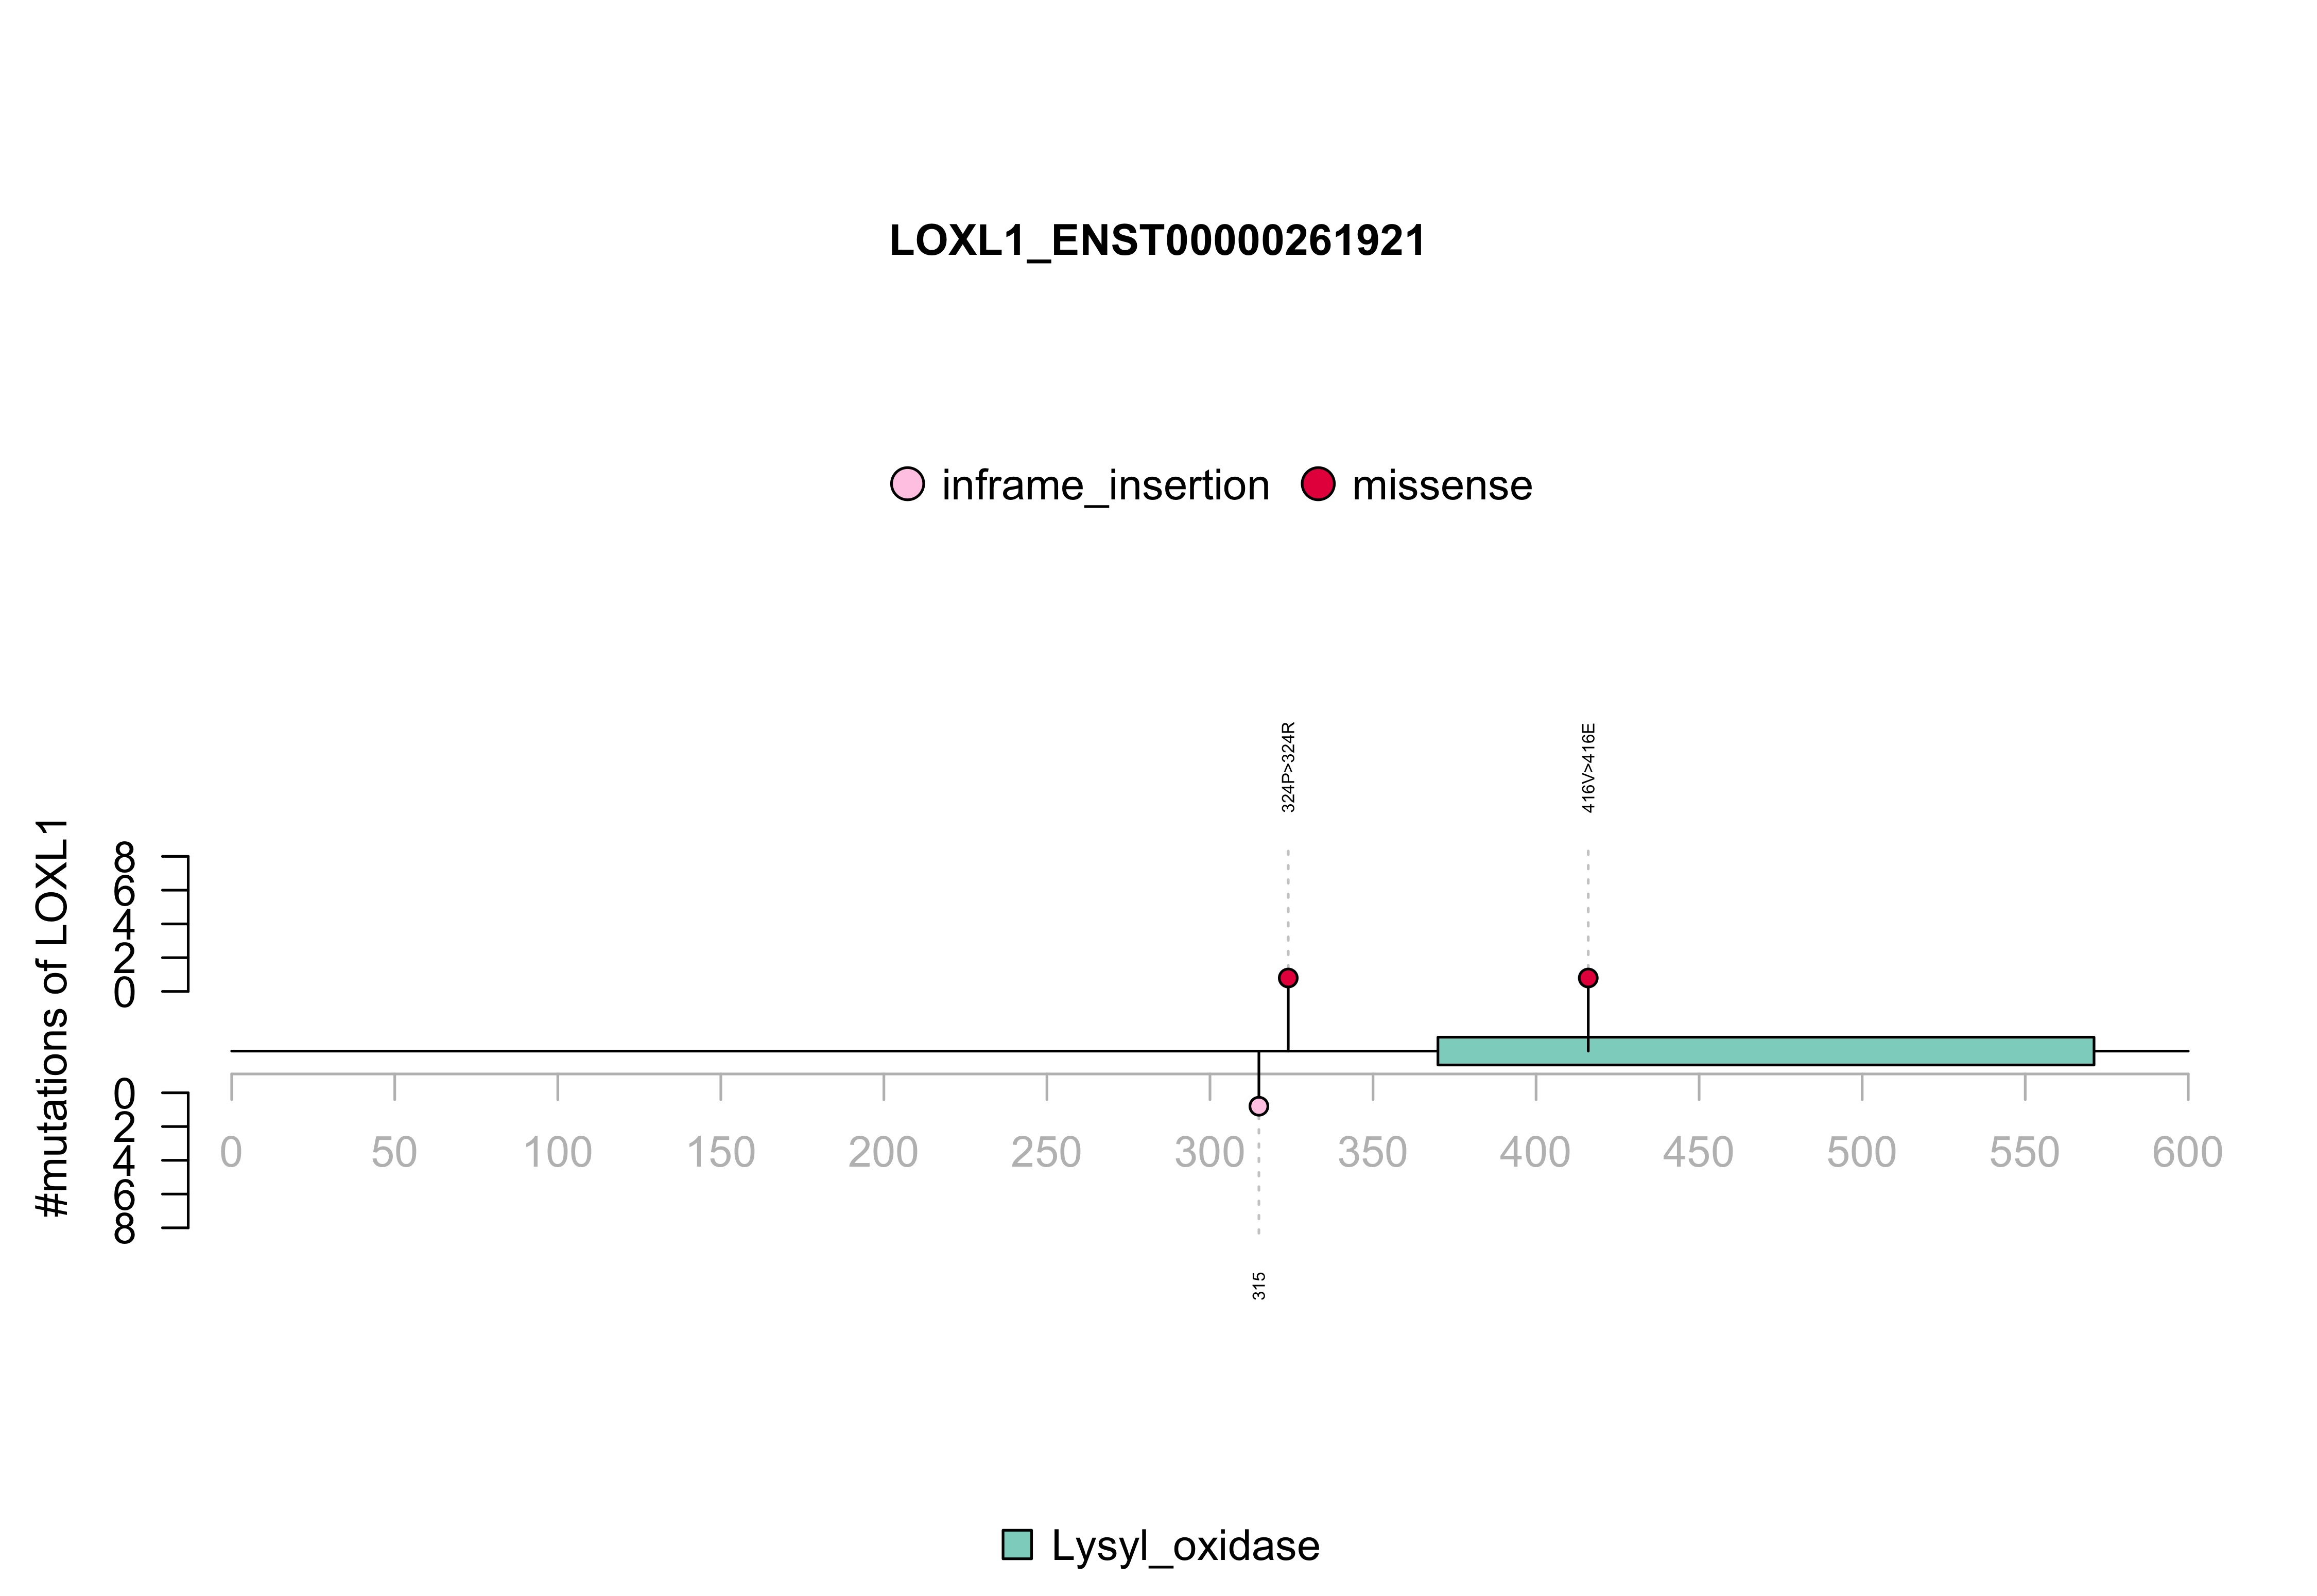 LOXL1_ENST00000261921
inframe_insertion missense
324P>324R 416V>416E
#mutations of LOXL1
8
6
4
2
0
0
2
4
6
8
0 50 100 150 200 250 300 350 400 450 500 550 600
315
Lysyl_oxidase